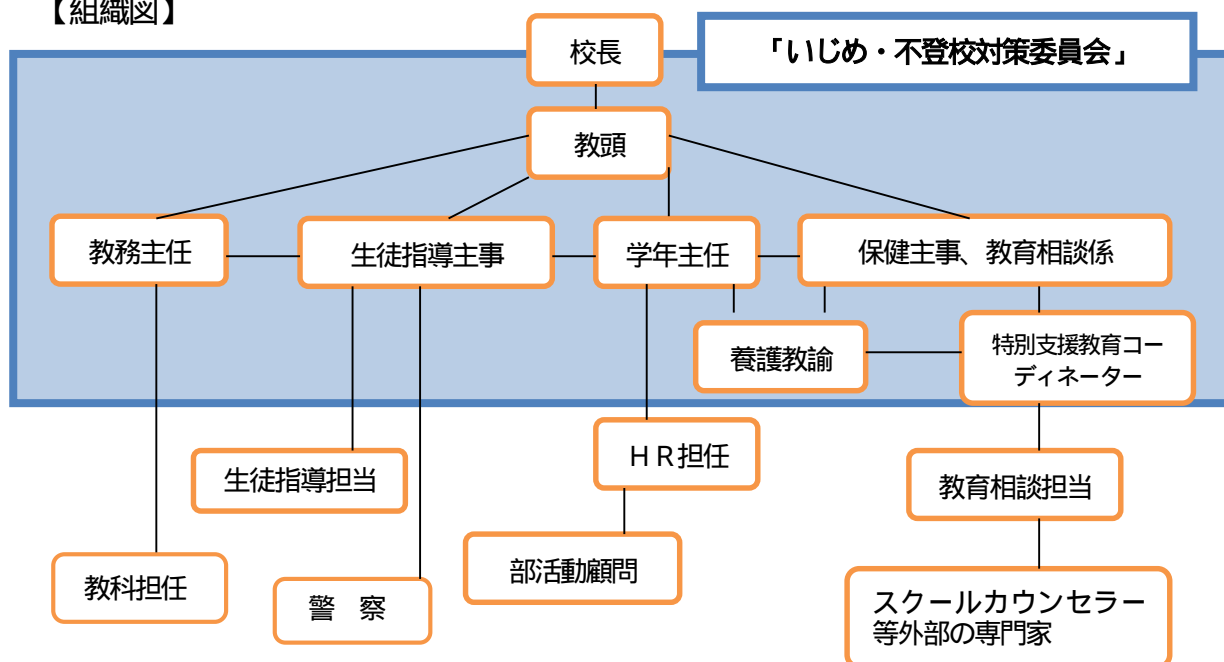 【組織図】
校長
「いじめ・不登校対策委員会」
教頭
教務主任
生徒指導主事
学年主任
保健主事、教育相談係
養護教諭
特別支援教育コー
ディネーター
HR担任
生徒指導担当
教育相談担当
部活動顧問
教科担任
警　察
スクールカウンセラー
等外部の専門家